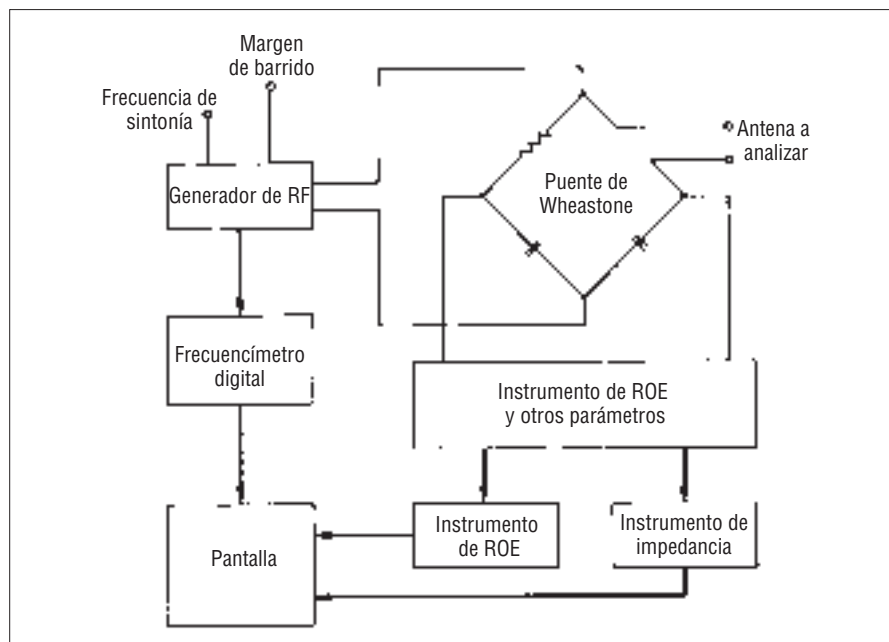 Margen
de barrido
Frecuencia de
sintonía
Antena a
analizar
Generador de RF
Puente de
Wheastone
Frecuencímetro
digital
Instrumento de ROE
y otros parámetros
Instrumento
de ROE
Instrumento de
impedancia
Pantalla